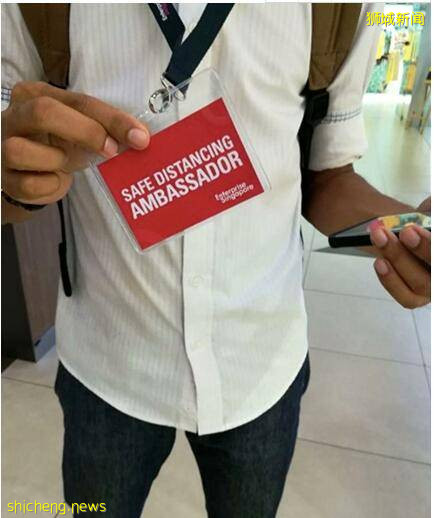 狮城新闻
SAFE DISTANCING
AMBASSADOR
Enterprise
Singapore
shicheng news